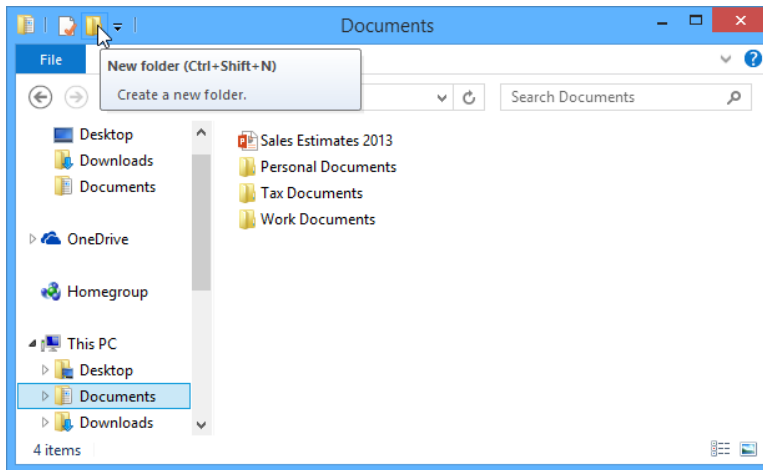 Documents
File
New folder (Ctrl+Shift+N)
Create a new folder.
Search Documents
Desktop
Downloads
Documents
OneDrive
Homegroup
This PC
Desktop
Documents
Downloads
Sales Estimates 2013
Personal Documents
Tax Documents
Work Documents
4 items